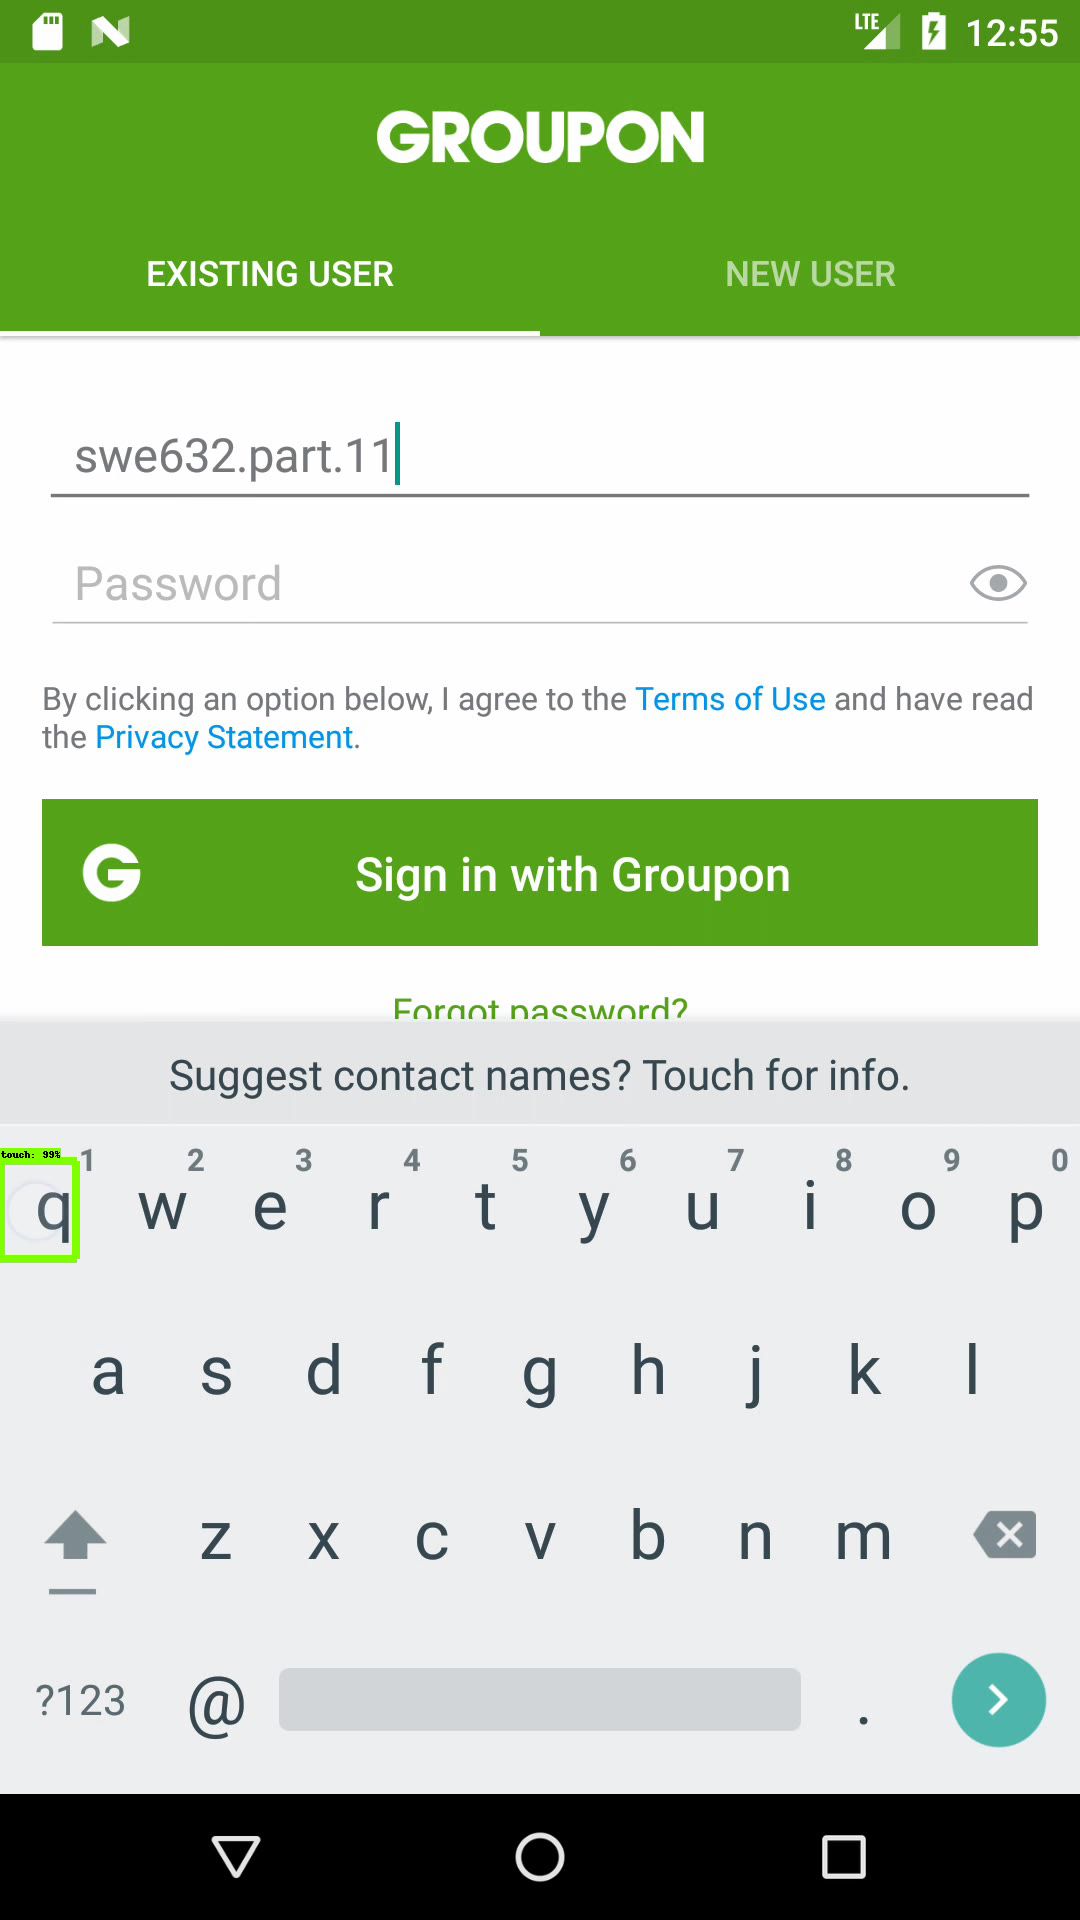 LTE 12:55
GROUPON
EXISTING USER NEW USER
swe632.part.11
Password
By clicking an option below, I agree to the Terms of Use and have read
the Privacy Statement.
G Sign in with Groupon
Forgot password?
Suggest contact names? Touch for info.
touch: 99%
1 2 3 4 5 6 7 8 9 0
q w e r t y u i o p
a s d f g h j k l
z x c v b n m
?123 @ .